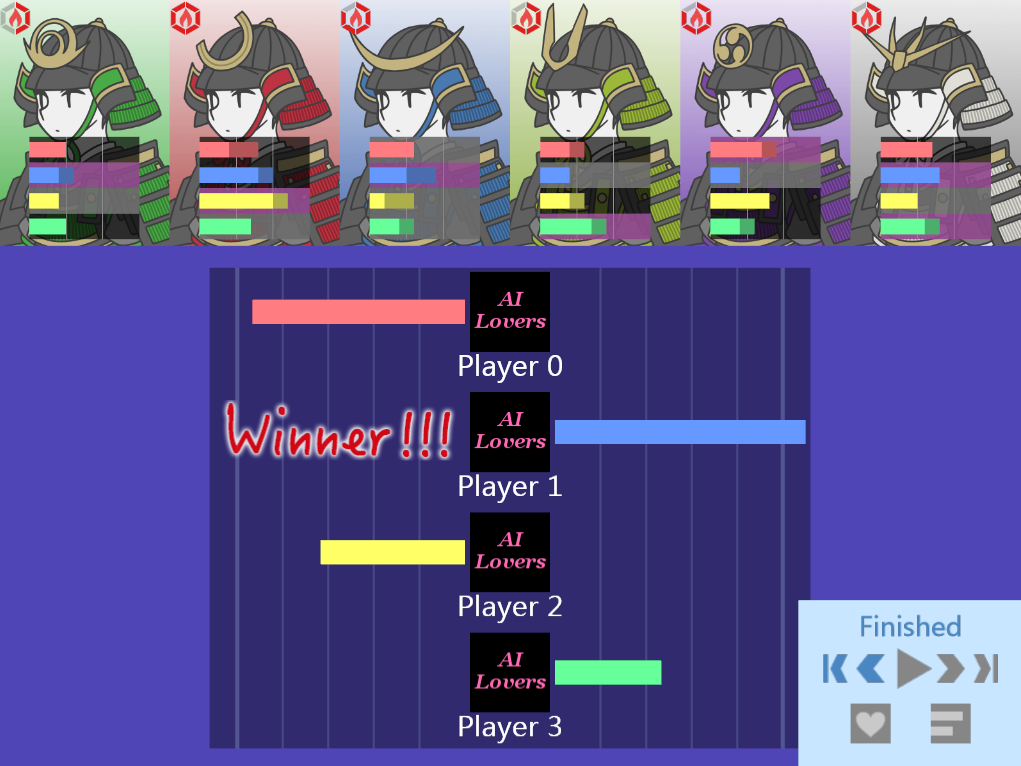 AI
Lovers
Player 0
Winner!!!
AI
Lovers
Player 1
AI
Lovers
Player 2
AI
Lovers
Player 3
Finished